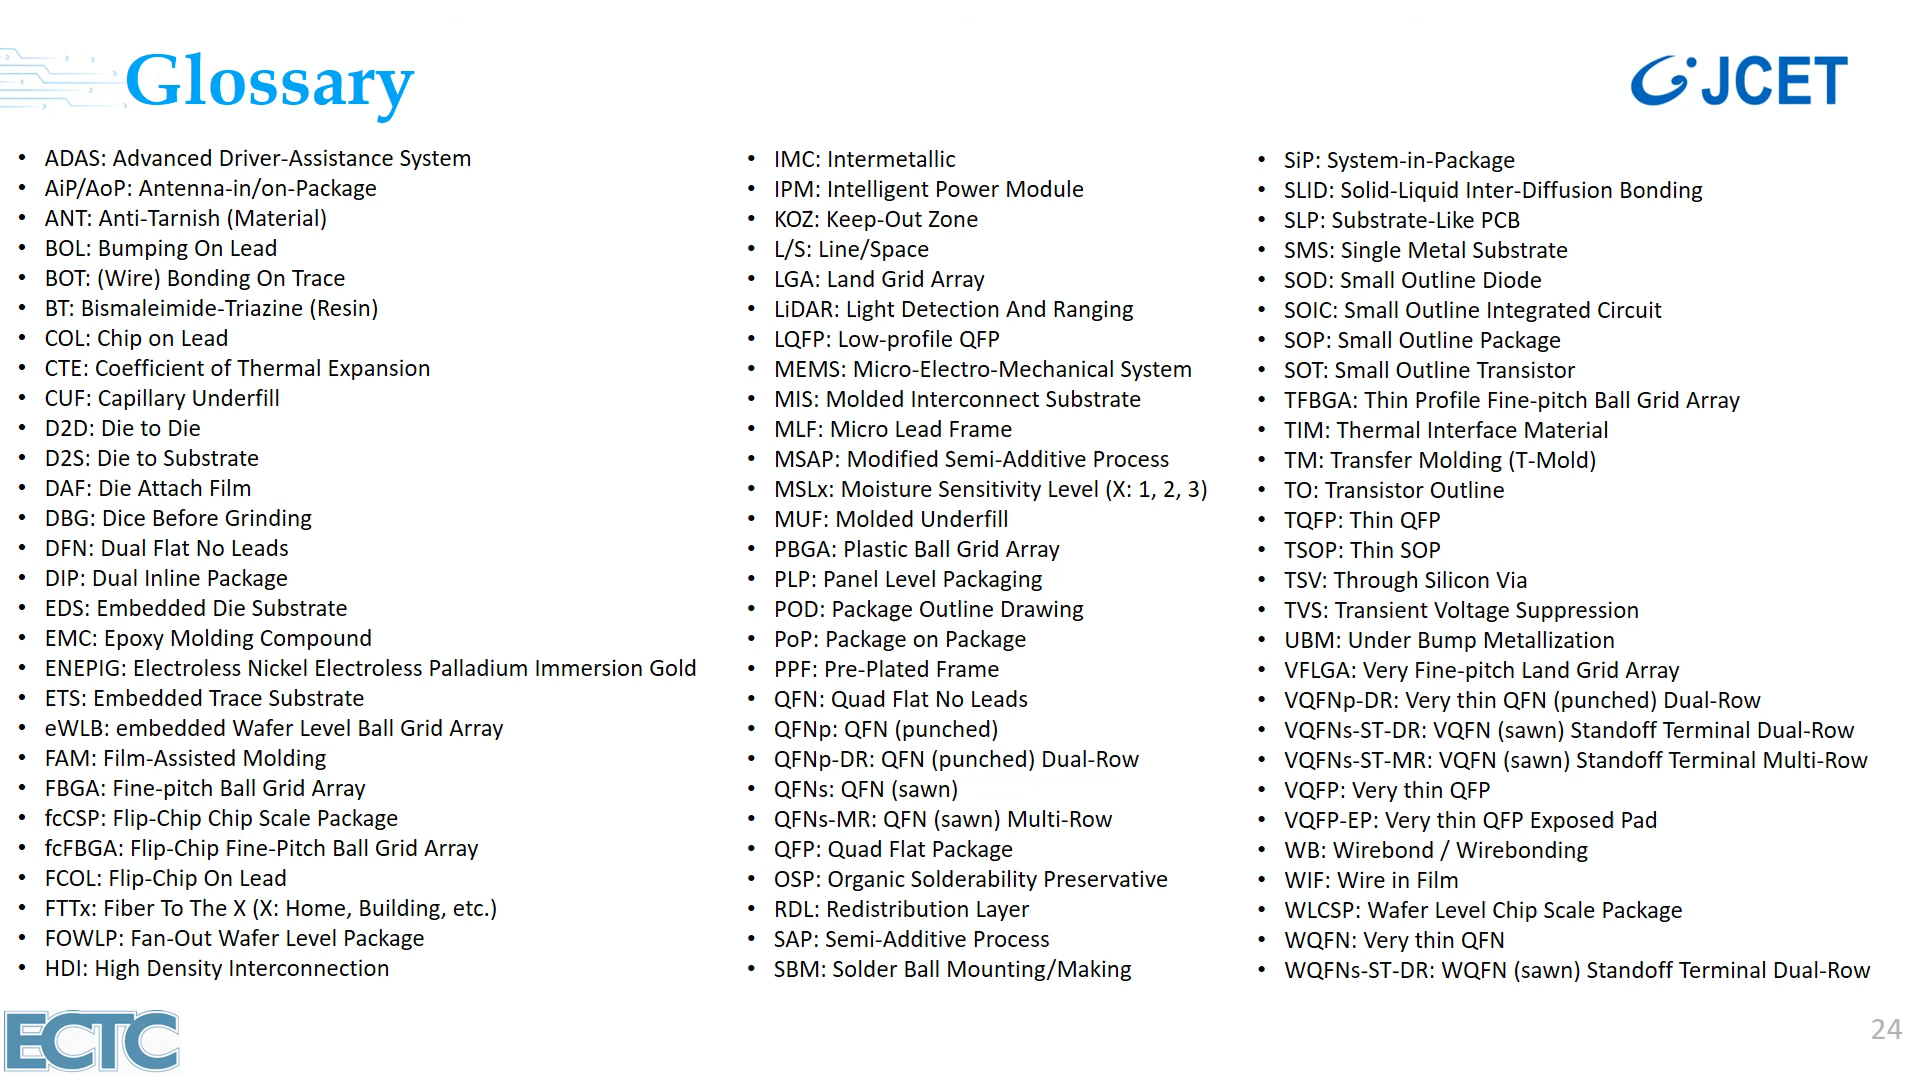 Glossary
JCET
• ADAS: Advanced Driver-Assistance System
• AiP/AoP: Antenna-in/on-Package
• ANT: Anti-Tarnish (Material)
• BOL: Bumping On Lead
• BOT: (Wire) Bonding On Trace
• BT: Bismaleimide-Triazine (Resin)
• COL: Chip on Lead
• CTE: Coefficient of Thermal Expansion
• CUF: Capillary Underfill
• D2D: Die to Die
• D2S: Die to Substrate
• DAF: Die Attach Film
• DBG: Dice Before Grinding
• DFN: Dual Flat No Leads
• DIP: Dual Inline Package
• EDS: Embedded Die Substrate
• EMC: Epoxy Molding Compound
• ENEPIG: Electroless Nickel Electroless Palladium Immersion Gold
• ETS: Embedded Trace Substrate
• eWLB: embedded Wafer Level Ball Grid Array
• FAM: Film-Assisted Molding
• FBGA: Fine-pitch Ball Grid Array
• fcCSP: Flip-Chip Chip Scale Package
• fcFBGA: Flip-Chip Fine-Pitch Ball Grid Array
• FCOL: Flip-Chip On Lead
• FTTx: Fiber To The X (X: Home, Building, etc.)
• FOWLP: Fan-Out Wafer Level Package
• HDI: High Density Interconnection
• IMC: Intermetallic
• IPM: Intelligent Power Module
• KOZ: Keep-Out Zone
• L/S: Line/Space
• LGA: Land Grid Array
• LiDAR: Light Detection And Ranging
• LQFP: Low-profile QFP
• MEMS: Micro-Electro-Mechanical System
• MIS: Molded Interconnect Substrate
• MLF: Micro Lead Frame
• MSAP: Modified Semi-Additive Process
• MSLx: Moisture Sensitivity Level (X: 1, 2, 3)
• MUF: Molded Underfill
• PBGA: Plastic Ball Grid Array
• PLP: Panel Level Packaging
• POD: Package Outline Drawing
• PoP: Package on Package
• PPF: Pre-Plated Frame
• QFN: Quad Flat No Leads
• QFNp: QFN (punched)
• QFNp-DR: QFN (punched) Dual-Row
• QFNs: QFN (sawn)
• QFNs-MR: QFN (sawn) Multi-Row
• QFP: Quad Flat Package
• OSP: Organic Solderability Preservative
• RDL: Redistribution Layer
• SAP: Semi-Additive Process
• SBM: Solder Ball Mounting/Making
• SiP: System-in-Package
• SLID: Solid-Liquid Inter-Diffusion Bonding
• SLP: Substrate-Like PCB
• SMS: Single Metal Substrate
• SOD: Small Outline Diode
• SOIC: Small Outline Integrated Circuit
• SOP: Small Outline Package
• SOT: Small Outline Transistor
• TFBGA: Thin Profile Fine-pitch Ball Grid Array
• TIM: Thermal Interface Material
• TM: Transfer Molding (T-Mold)
• TO: Transistor Outline
• TQFP: Thin QFP
• TSOP: Thin SOP
• TSV: Through Silicon Via
• TVS: Transient Voltage Suppression
• UBM: Under Bump Metallization
• VFLGA: Very Fine-pitch Land Grid Array
• VQFNp-DR: Very thin QFN (punched) Dual-Row
• VQFNs-ST-DR: VQFN (sawn) Standoff Terminal Dual-Row
• VQFNs-ST-MR: VQFN (sawn) Standoff Terminal Multi-Row
• VQFP: Very thin QFP
• VQFP-EP: Very thin QFP Exposed Pad
• WB: Wirebond / Wirebonding
• WIF: Wire in Film
• WLCSP: Wafer Level Chip Scale Package
• WQFN: Very thin QFN
• WQFNs-ST-DR: WQFN (sawn) Standoff Terminal Dual-Row
ECTC
24